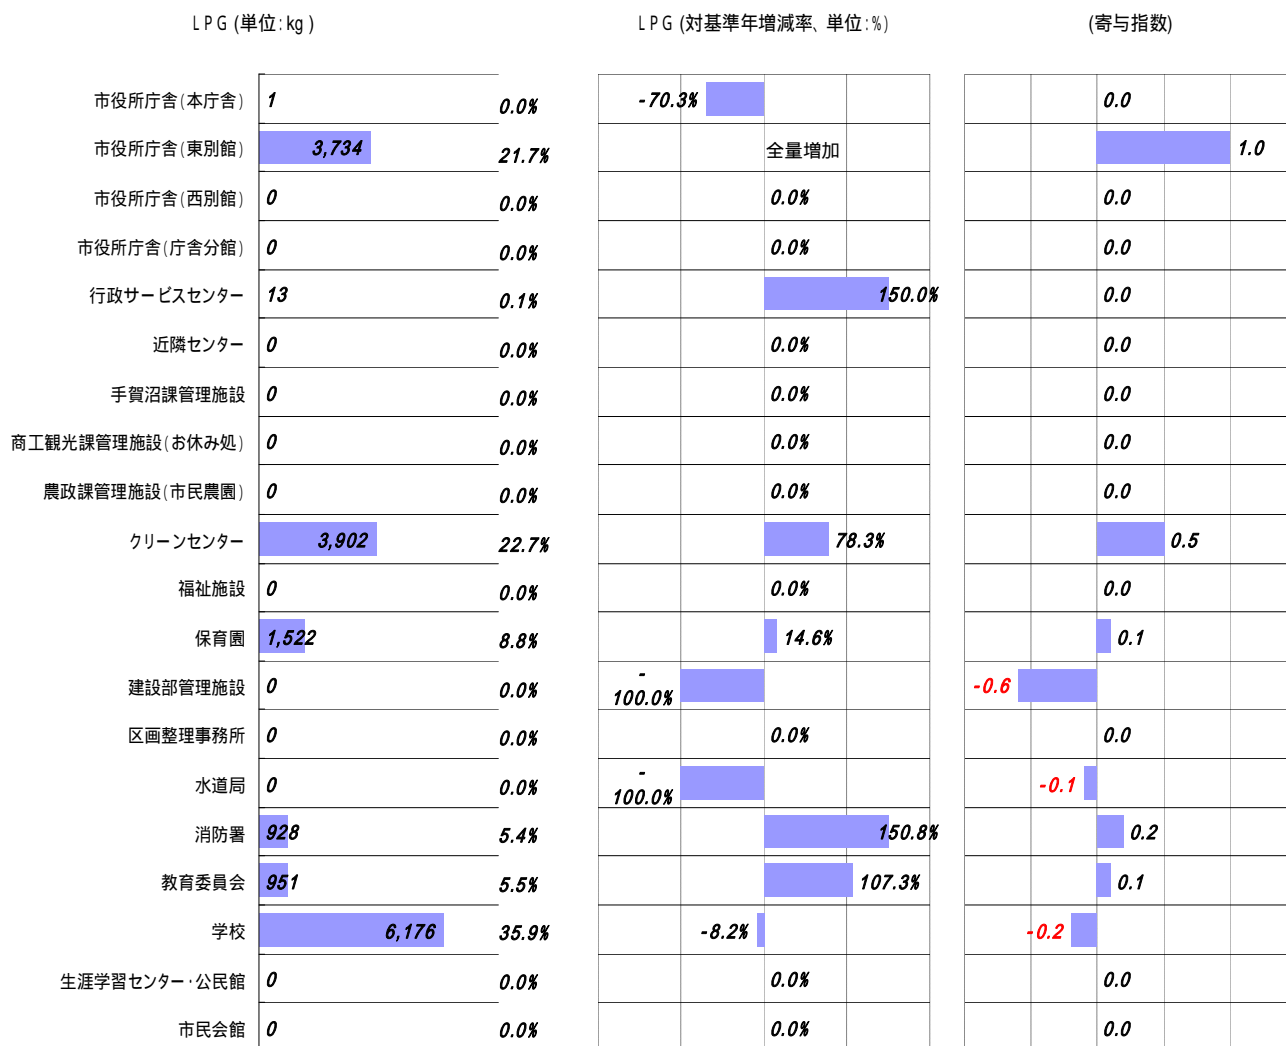 LPG(単位:kg) LPG(対基準年増減率、単位:%) (寄与指数)
市役所庁舎(本庁舎) 1 0.0% -70.3% 0.0
市役所庁舎(東別館) 3,734 21.7% 全量増加 1.0
市役所庁舎(西別館) 0 0.0% 0.0% 0.0
市役所庁舎(庁舎分館) 0 0.0% 0.0% 0.0
行政サービスセンター 13 0.1% 150.0% 0.0
近隣センター 0 0.0% 0.0% 0.0
手賀沼課管理施設 0 0.0% 0.0% 0.0
商工観光課管理施設(お休み処) 0 0.0% 0.0% 0.0
農政課管理施設(市民農園) 0 0.0% 0.0% 0.0
クリーンセンター 3,902 22.7% 78.3% 0.5
福祉施設 0 0.0% 0.0% 0.0
保育園 1,522 8.8% 14.6% 0.1
建設部管理施設 0 0.0% -100.0% -0.6
区画整理事務所 0 0.0% 0.0% 0.0
水道局 0 0.0% -100.0% -0.1
消防署 928 5.4% 150.8% 0.2
教育委員会 951 5.5% 107.3% 0.1
学校 6,176 35.9% -8.2% -0.2
生涯学習センター・公民館 0 0.0% 0.0% 0.0
市民会館 0 0.0% 0.0% 0.0